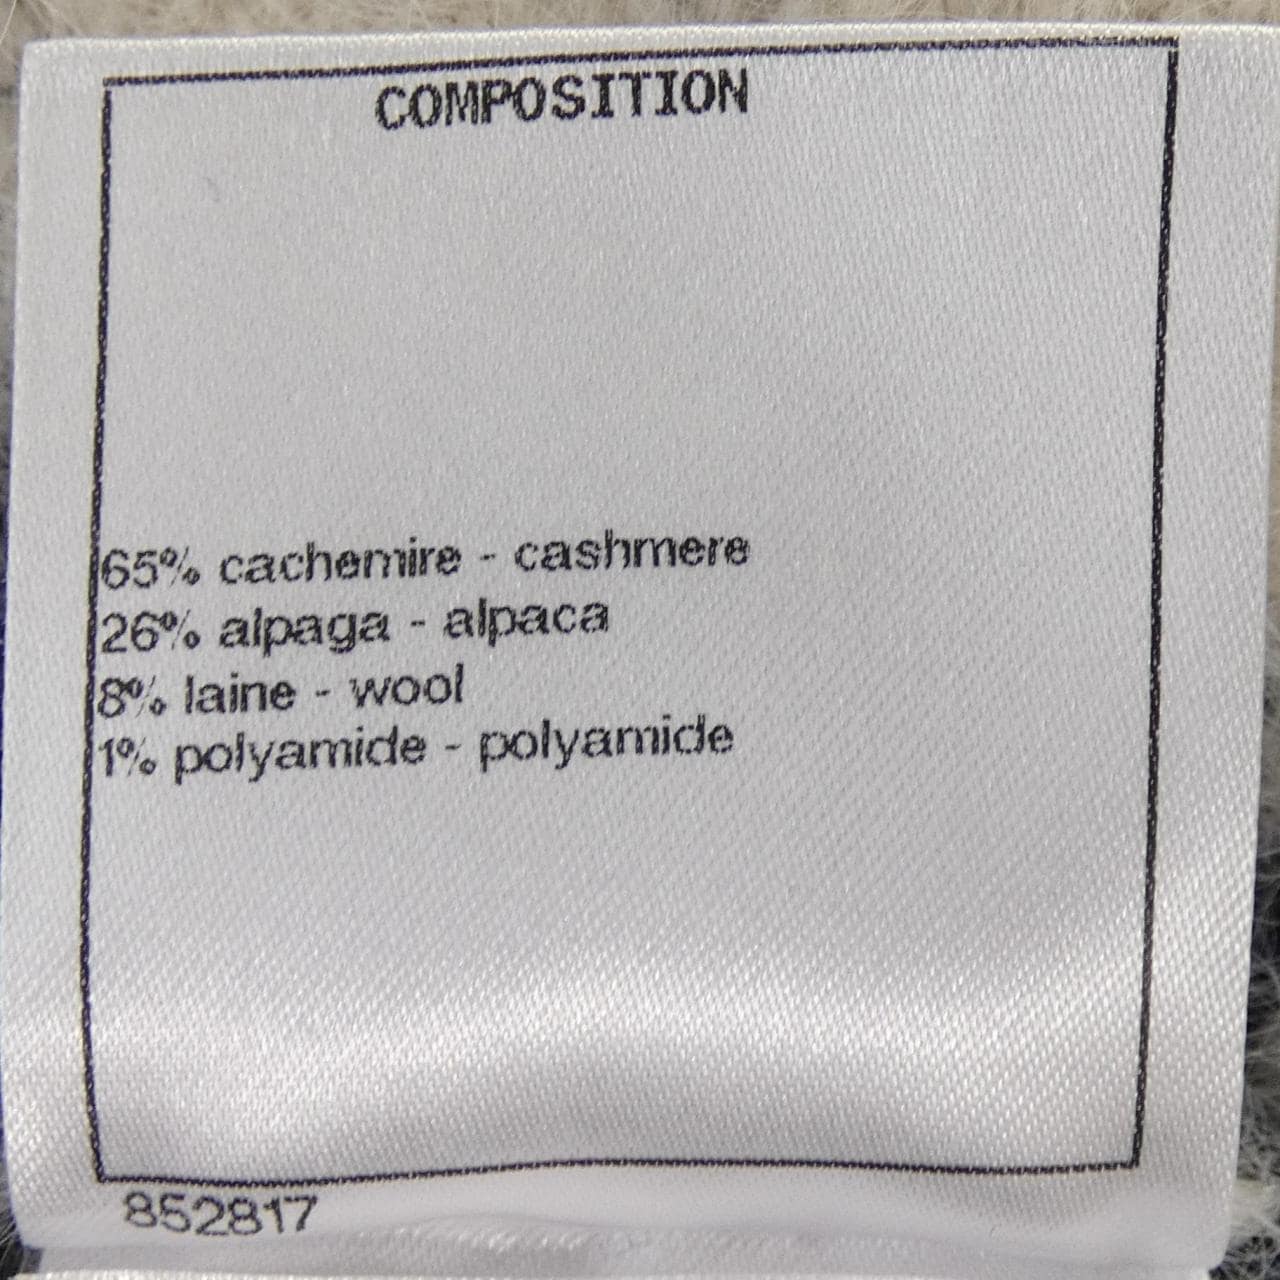 COMPOSITION
65% cachemire - cashmere
26% alpaga - alpaca
8% laine - wool
1% polyamide - polyamide
852817